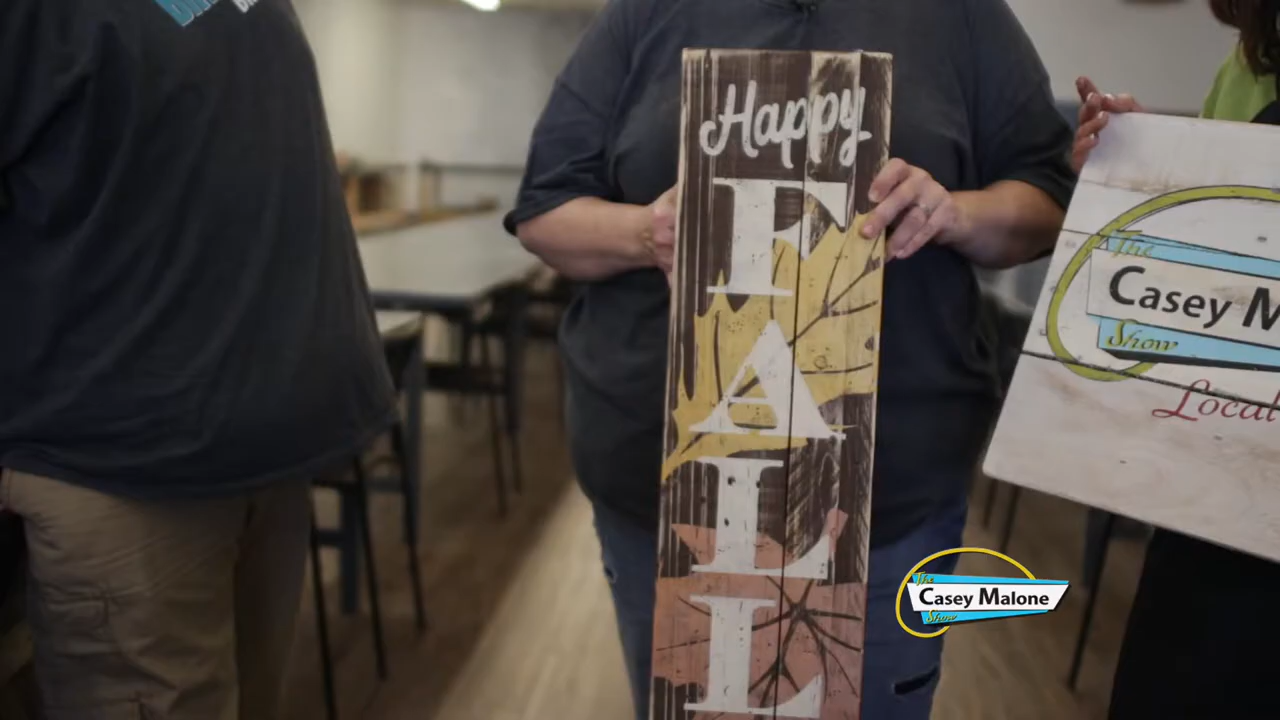 Happy
F
A
L
L
The
Casey M
Show
Local
The
Casey Malone
Show